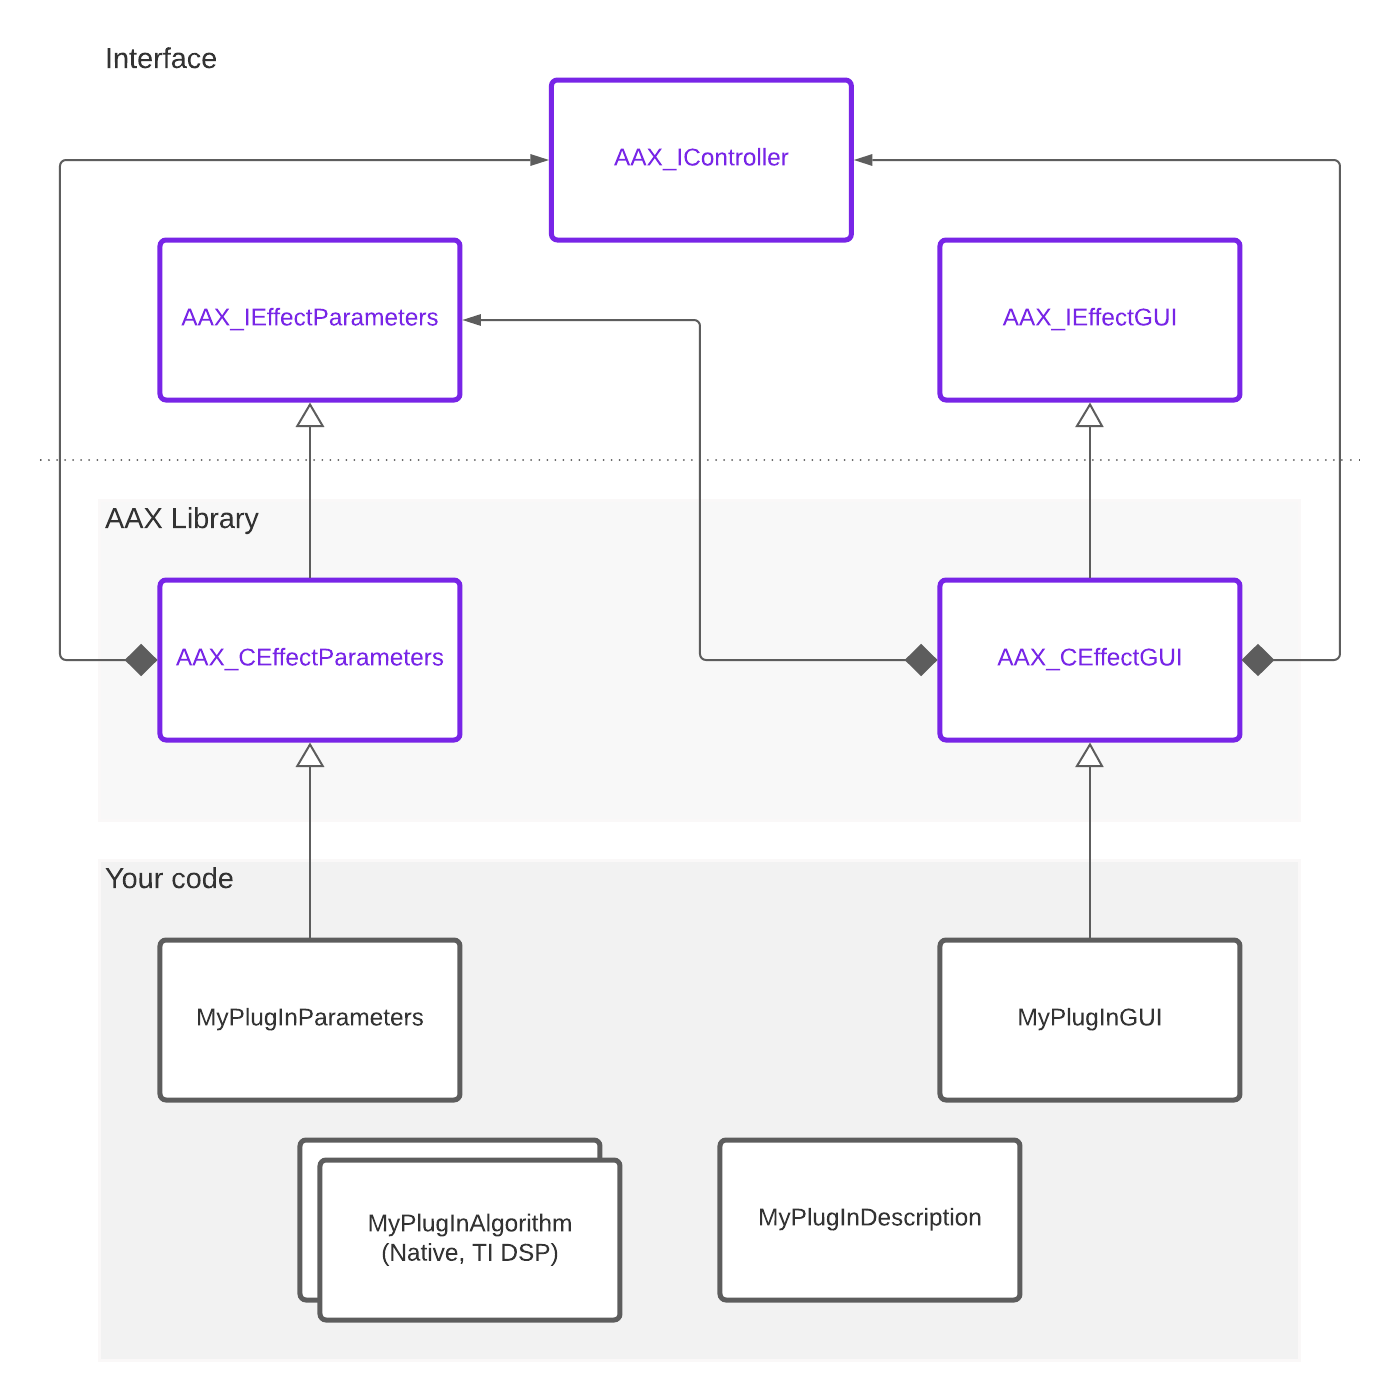 Interface
AAX_IController
AAX_IEffectParameters
AAX_IEffectGUI
AAX Library
AAX_CEffectParameters
AAX_CEffectGUI
Your code
MyPlugInParameters
MyPlugInGUI
MyPlugInAlgorithm
(Native, TI DSP)
MyPlugInDescription